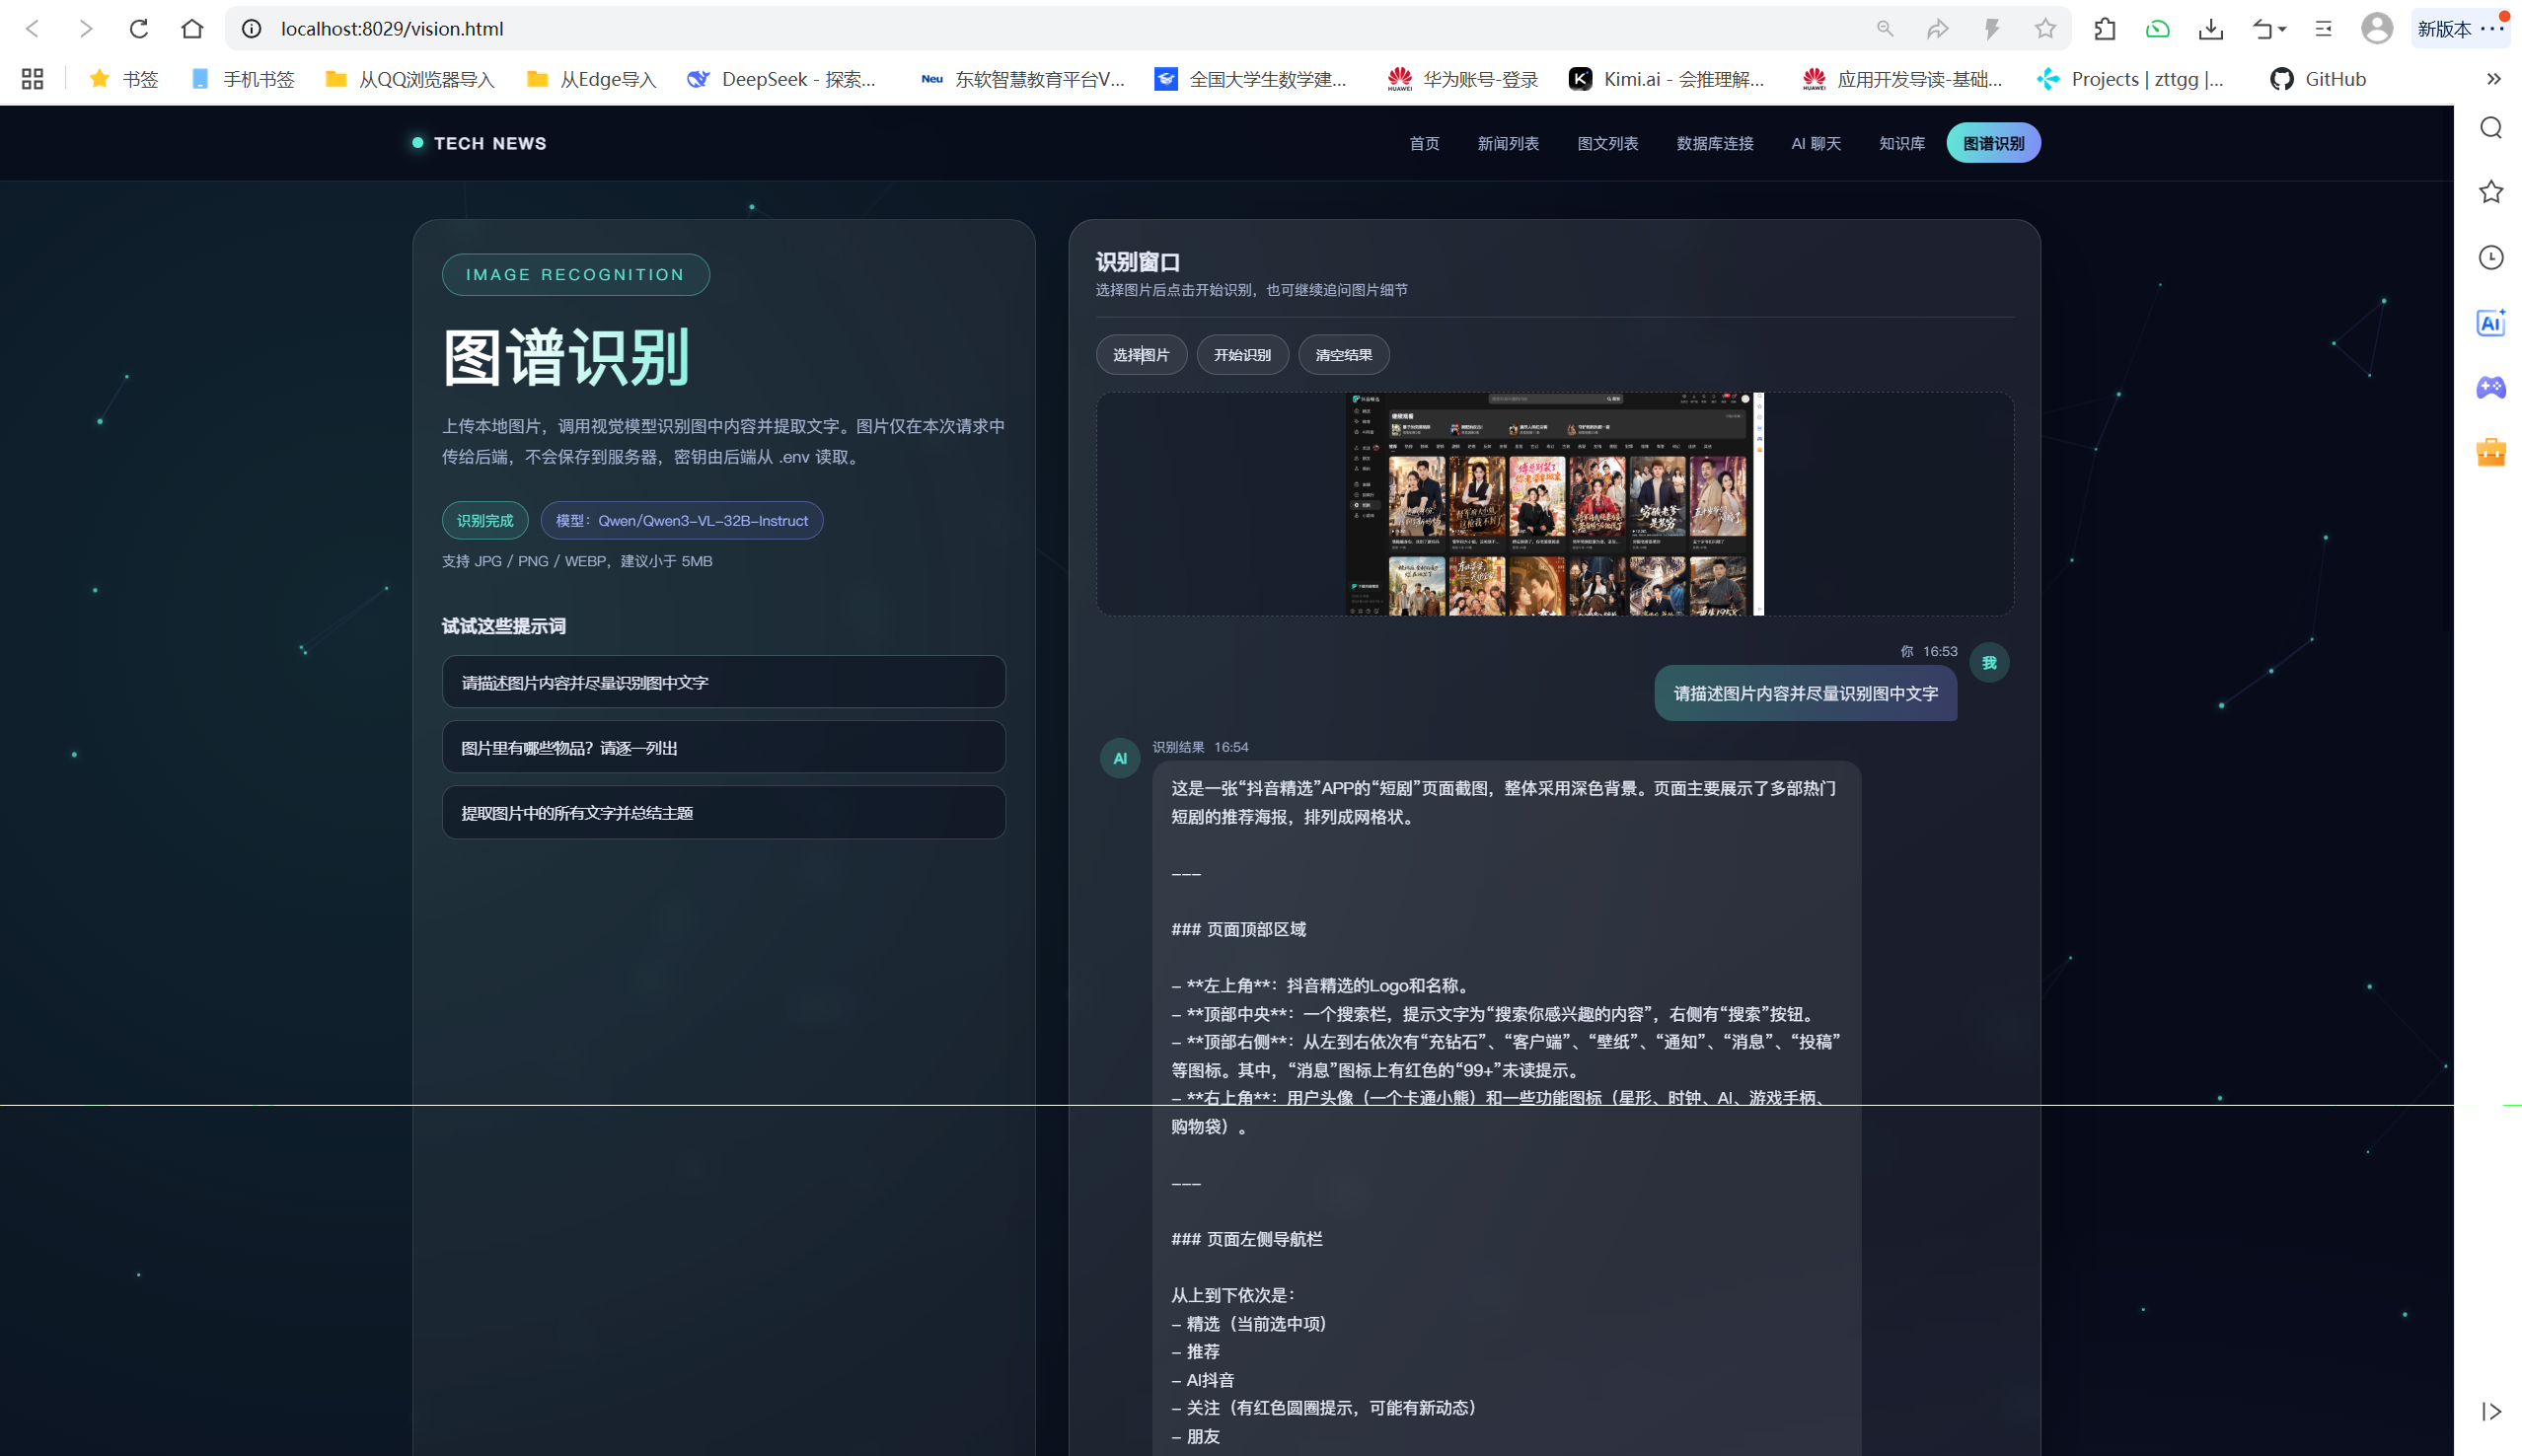 localhost:8029/vision.html
新版本 ···
书签
手机书签
从QQ浏览器导入
从Edge导入
DeepSeek - 探索...
Neu 东软智慧教育平台V...
全国大学生数学建...
HUAWEI 华为账号-登录
K Kimi.ai - 会推理解...
HUAWEI 应用开发导读-基础...
Projects | zttgg |...
GitHub
TECH NEWS
首页
新闻列表
图文列表
数据库连接
AI 聊天
知识库
图谱识别
IMAGE RECOGNITION
图谱识别
上传本地图片，调用视觉模型识别图中内容并提取文字。图片仅在本次请求中
传给后端，不会保存到服务器，密钥由后端从 .env 读取。
识别完成
模型：Qwen/Qwen3-VL-32B-Instruct
支持 JPG / PNG / WEBP，建议小于 5MB
试试这些提示词
请描述图片内容并尽量识别图中文字
图片里有哪些物品？请逐一列出
提取图片中的所有文字并总结主题
识别窗口
选择图片后点击开始识别，也可继续追问图片细节
选择图片
开始识别
清空结果
你 16:53
我
请描述图片内容并尽量识别图中文字
AI
识别结果 16:54
这是一张“抖音精选”APP的“短剧”页面截图，整体采用深色背景。页面主要展示了多部热门
短剧的推荐海报，排列成网格状。
---
### 页面顶部区域
- **左上角**：抖音精选的Logo和名称。
- **顶部中央**：一个搜索栏，提示文字为“搜索你感兴趣的内容”，右侧有“搜索”按钮。
- **顶部右侧**：从左到右依次有“充钻石”、“客户端”、“壁纸”、“通知”、“消息”、“投稿”
等图标。其中，“消息”图标上有红色的“99+”未读提示。
- **右上角**：用户头像（一个卡通小熊）和一些功能图标（星形、时钟、AI、游戏手柄、
购物袋）。
---
### 页面左侧导航栏
从上到下依次是：
- 精选（当前选中项）
- 推荐
- AI抖音
- 关注（有红色圆圈提示，可能有新动态）
- 朋友